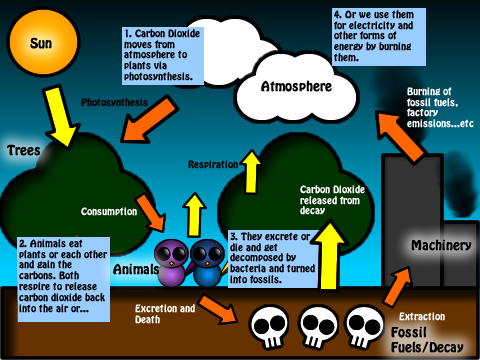 Sun
1. Carbon Dioxide
moves from
atmosphere to
plants via
photosynthesis.
4. Or we use them
for electricity and
other forms of
energy by burning
them.
Atmosphere
Photosynthesis
Burning of
fossil fuels,
factory
emissions...etc
Trees
Respiration
Carbon Dioxide
released from
decay
Consumption
2. Animals eat
plants or each other
and gain the
carbons. Both
respire to release
carbon dioxide back
into the air or...
Animals
3. They excrete or
die and get
decomposed by
bacteria and turned
into fossils.
Machinery
Excretion and
Death
Extraction
Fossil
Fuels/Decay